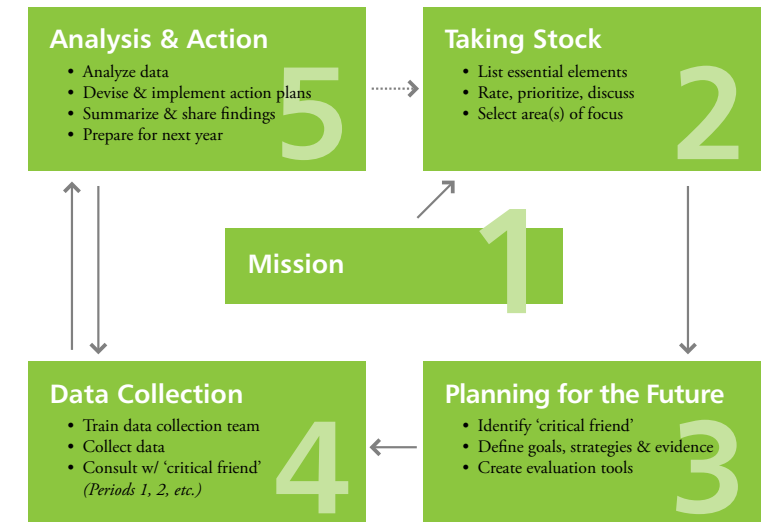 Analysis & Action
• Analyze data
• Devise & implement action plans
• Summarize & share findings
• Prepare for next year
5
Taking Stock
• List essential elements
• Rate, prioritize, discuss
• Select area(s) of focus
2
Mission
1
Data Collection
• Train data collection team
• Collect data
• Consult w/ ‘critical friend’
(Periods 1, 2, etc.)
4
Planning for the Future
• Identify ‘critical friend’
• Define goals, strategies & evidence
• Create evaluation tools
3